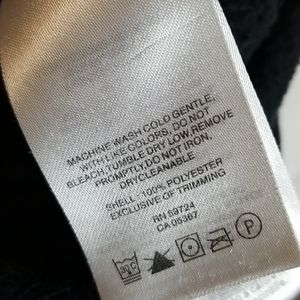 MACHINE WASH COLD GENTLE,
WITH LIKE COLORS, DO NOT
BLEACH, TUMBLE DRY LOW, REMOVE
PROMPTLY, DO NOT IRON,
DRYCLEANABLE.
SHELL: 100% POLYESTER
EXCLUSIVE OF TRIMMING
RN 59724
CA 05367
30°C
P